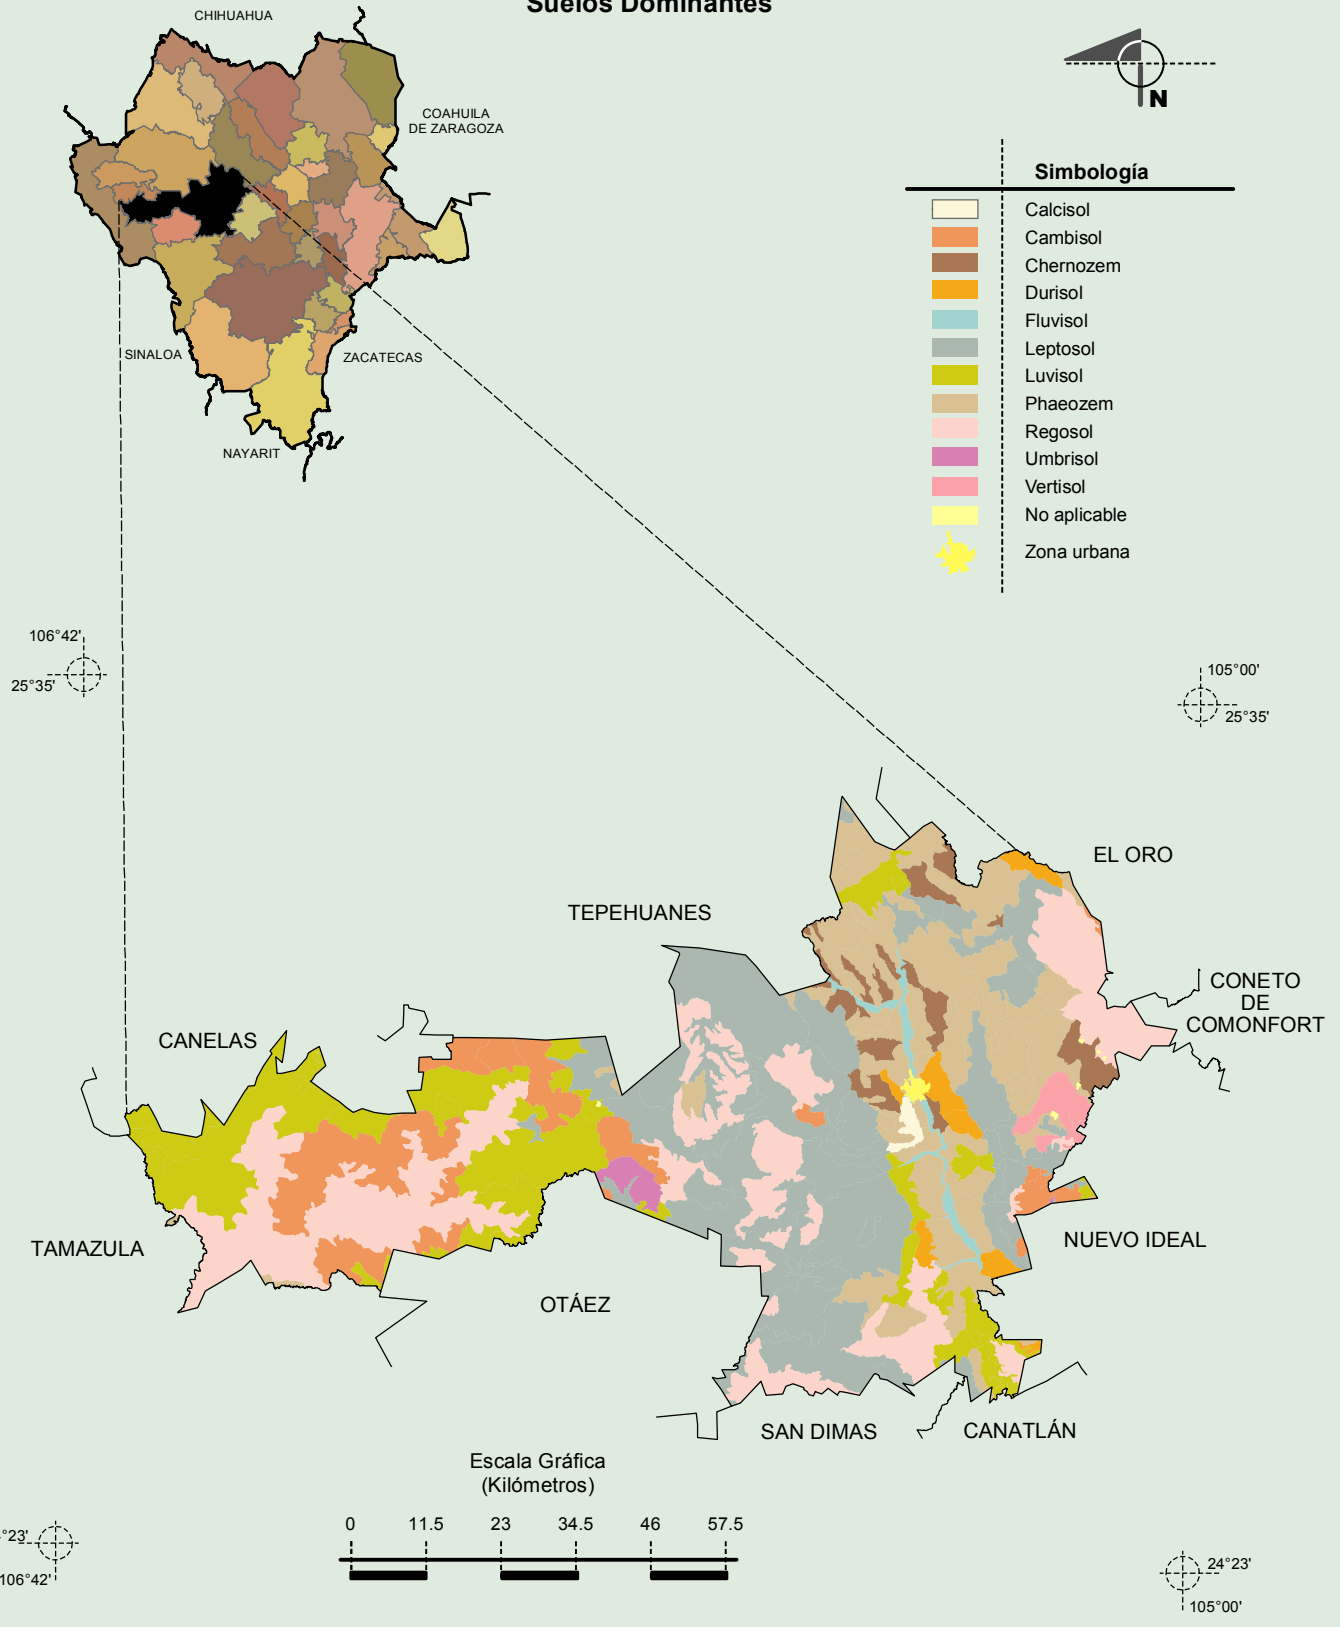 Suelos Dominantes
CHIHUAHUA
COAHUILA
DE ZARAGOZA
SINALOA
ZACATECAS
NAYARIT
N
Simbología
Calcisol
Cambisol
Chernozem
Durisol
Fluvisol
Leptosol
Luvisol
Phaeozem
Regosol
Umbrisol
Vertisol
No aplicable
Zona urbana
106°42'
25°35'
105°00'
25°35'
EL ORO
TEPEHUANES
CONETO
DE
COMONFORT
CANELAS
TAMAZULA
NUEVO IDEAL
OTÁEZ
SAN DIMAS
CANATLÁN
Escala Gráfica
(Kilómetros)
0 11.5 23 34.5 46 57.5
°23'
106°42'
24°23'
105°00'